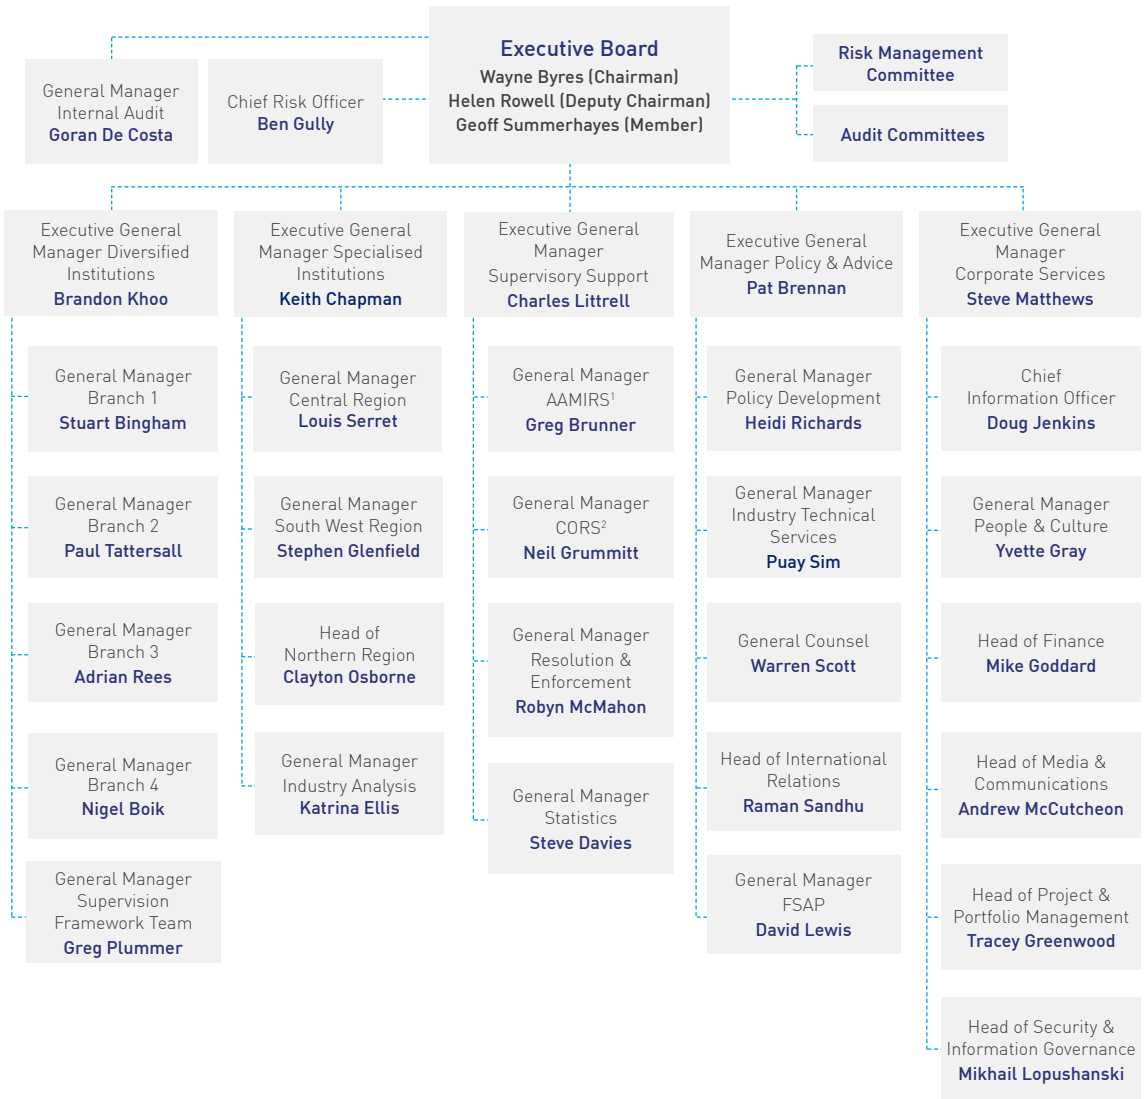 Executive Board
Wayne Byres (Chairman)
Helen Rowell (Deputy Chairman)
Geoff Summerhayes (Member)
General Manager
Internal Audit
Goran De Costa
Chief Risk Officer
Ben Gully
Risk Management
Committee
Audit Committees
Executive General
Manager Diversified
Institutions
Brandon Khoo
General Manager
Branch 1
Stuart Bingham
General Manager
Branch 2
Paul Tattersall
General Manager
Branch 3
Adrian Rees
General Manager
Branch 4
Nigel Boik
General Manager
Supervision
Framework Team
Greg Plummer
Executive General
Manager Specialised
Institutions
Keith Chapman
General Manager
Central Region
Louis Serret
General Manager
South West Region
Stephen Glenfield
Head of
Northern Region
Clayton Osborne
General Manager
Industry Analysis
Katrina Ellis
Executive General
Manager
Supervisory Support
Charles Littrell
General Manager
AAMIRS¹
Greg Brunner
General Manager
CORS²
Neil Grummitt
General Manager
Resolution &
Enforcement
Robyn McMahon
General Manager
Statistics
Steve Davies
Executive General
Manager Policy & Advice
Pat Brennan
General Manager
Policy Development
Heidi Richards
General Manager
Industry Technical
Services
Puay Sim
General Counsel
Warren Scott
Head of International
Relations
Raman Sandhu
General Manager
FSAP
David Lewis
Executive General
Manager
Corporate Services
Steve Matthews
Chief
Information Officer
Doug Jenkins
General Manager
People & Culture
Yvette Gray
Head of Finance
Mike Goddard
Head of Media &
Communications
Andrew McCutcheon
Head of Project &
Portfolio Management
Tracey Greenwood
Head of Security &
Information Governance
Mikhail Lopushanski